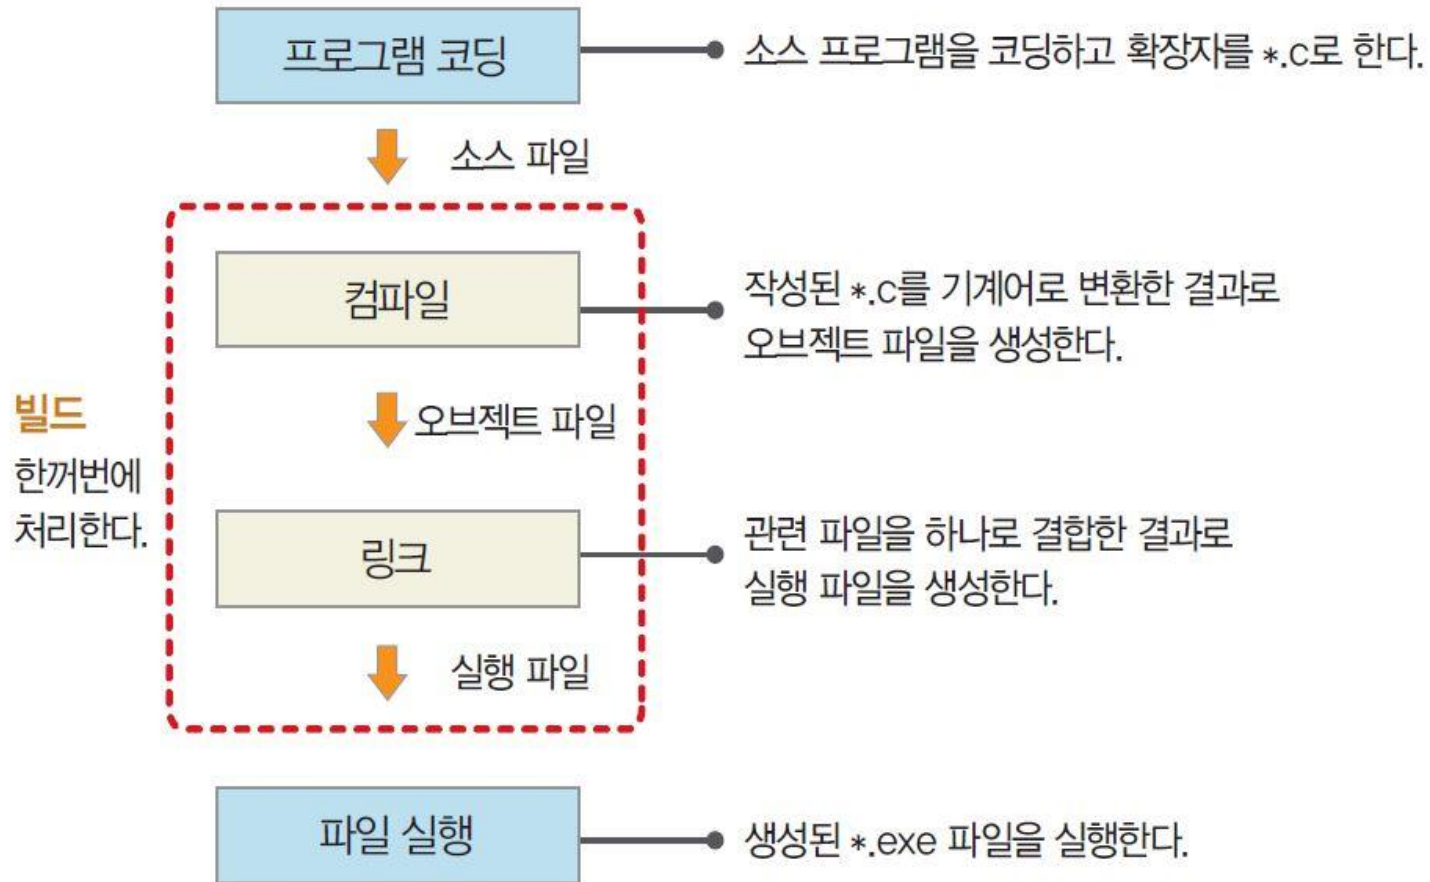 프로그램 코딩
소스 프로그램을 코딩하고 확장자를 *.c로 한다.
소스 파일
컴파일
작성된 *.c를 기계어로 변환한 결과로
오브젝트 파일을 생성한다.
빌드
한꺼번에
처리한다.
오브젝트 파일
링크
관련 파일을 하나로 결합한 결과로
실행 파일을 생성한다.
실행 파일
파일 실행
생성된 *.exe 파일을 실행한다.